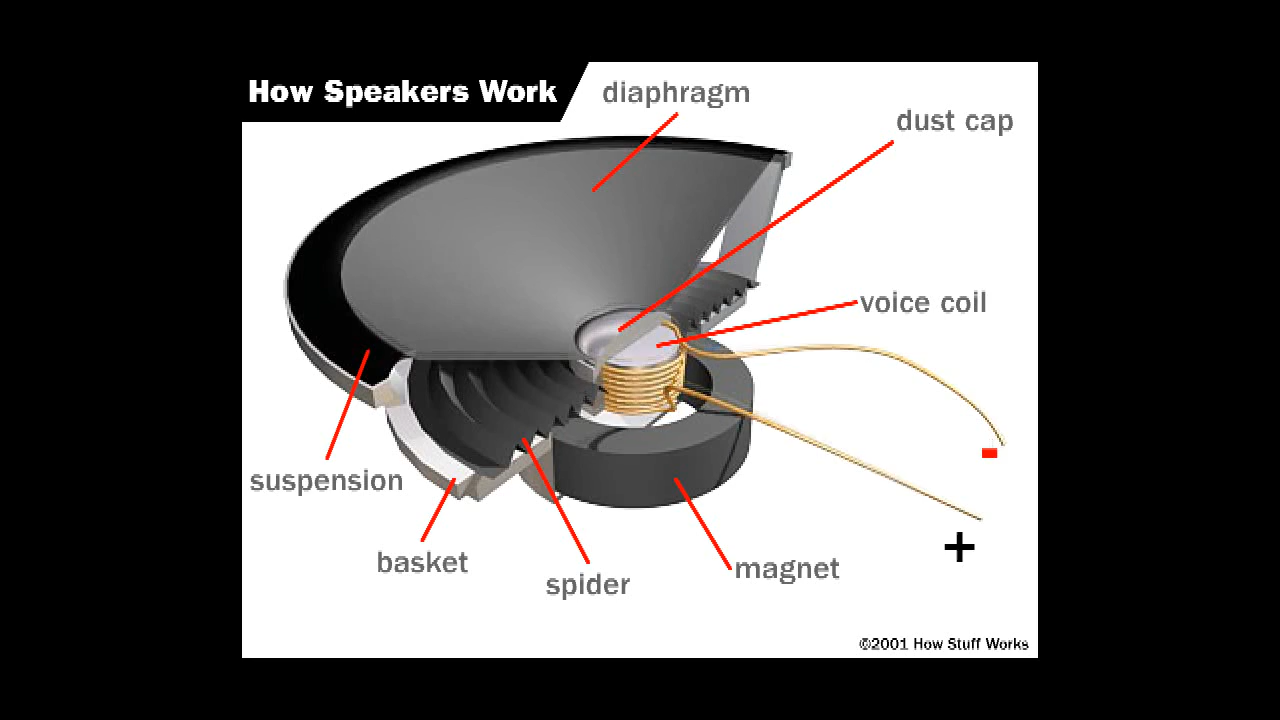 How Speakers Work
diaphragm
dust cap
voice coil
-
suspension
+
basket
spider
magnet
©2001 How Stuff Works